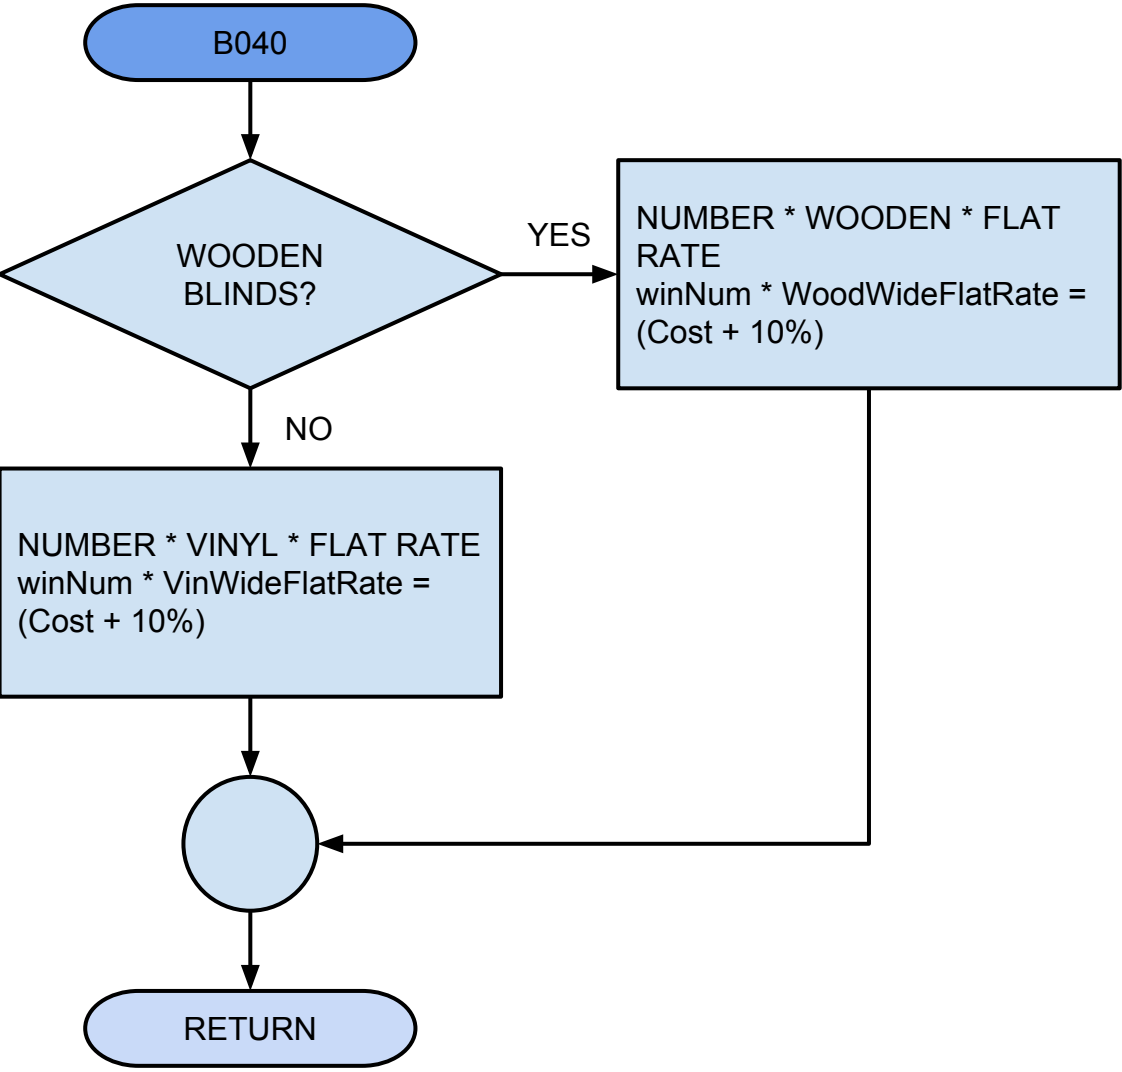 B040
WOODEN
BLINDS?
YES
NUMBER * WOODEN * FLAT
RATE
winNum * WoodWideFlatRate =
(Cost + 10%)
NO
NUMBER * VINYL * FLAT RATE
winNum * VinWideFlatRate =
(Cost + 10%)
RETURN